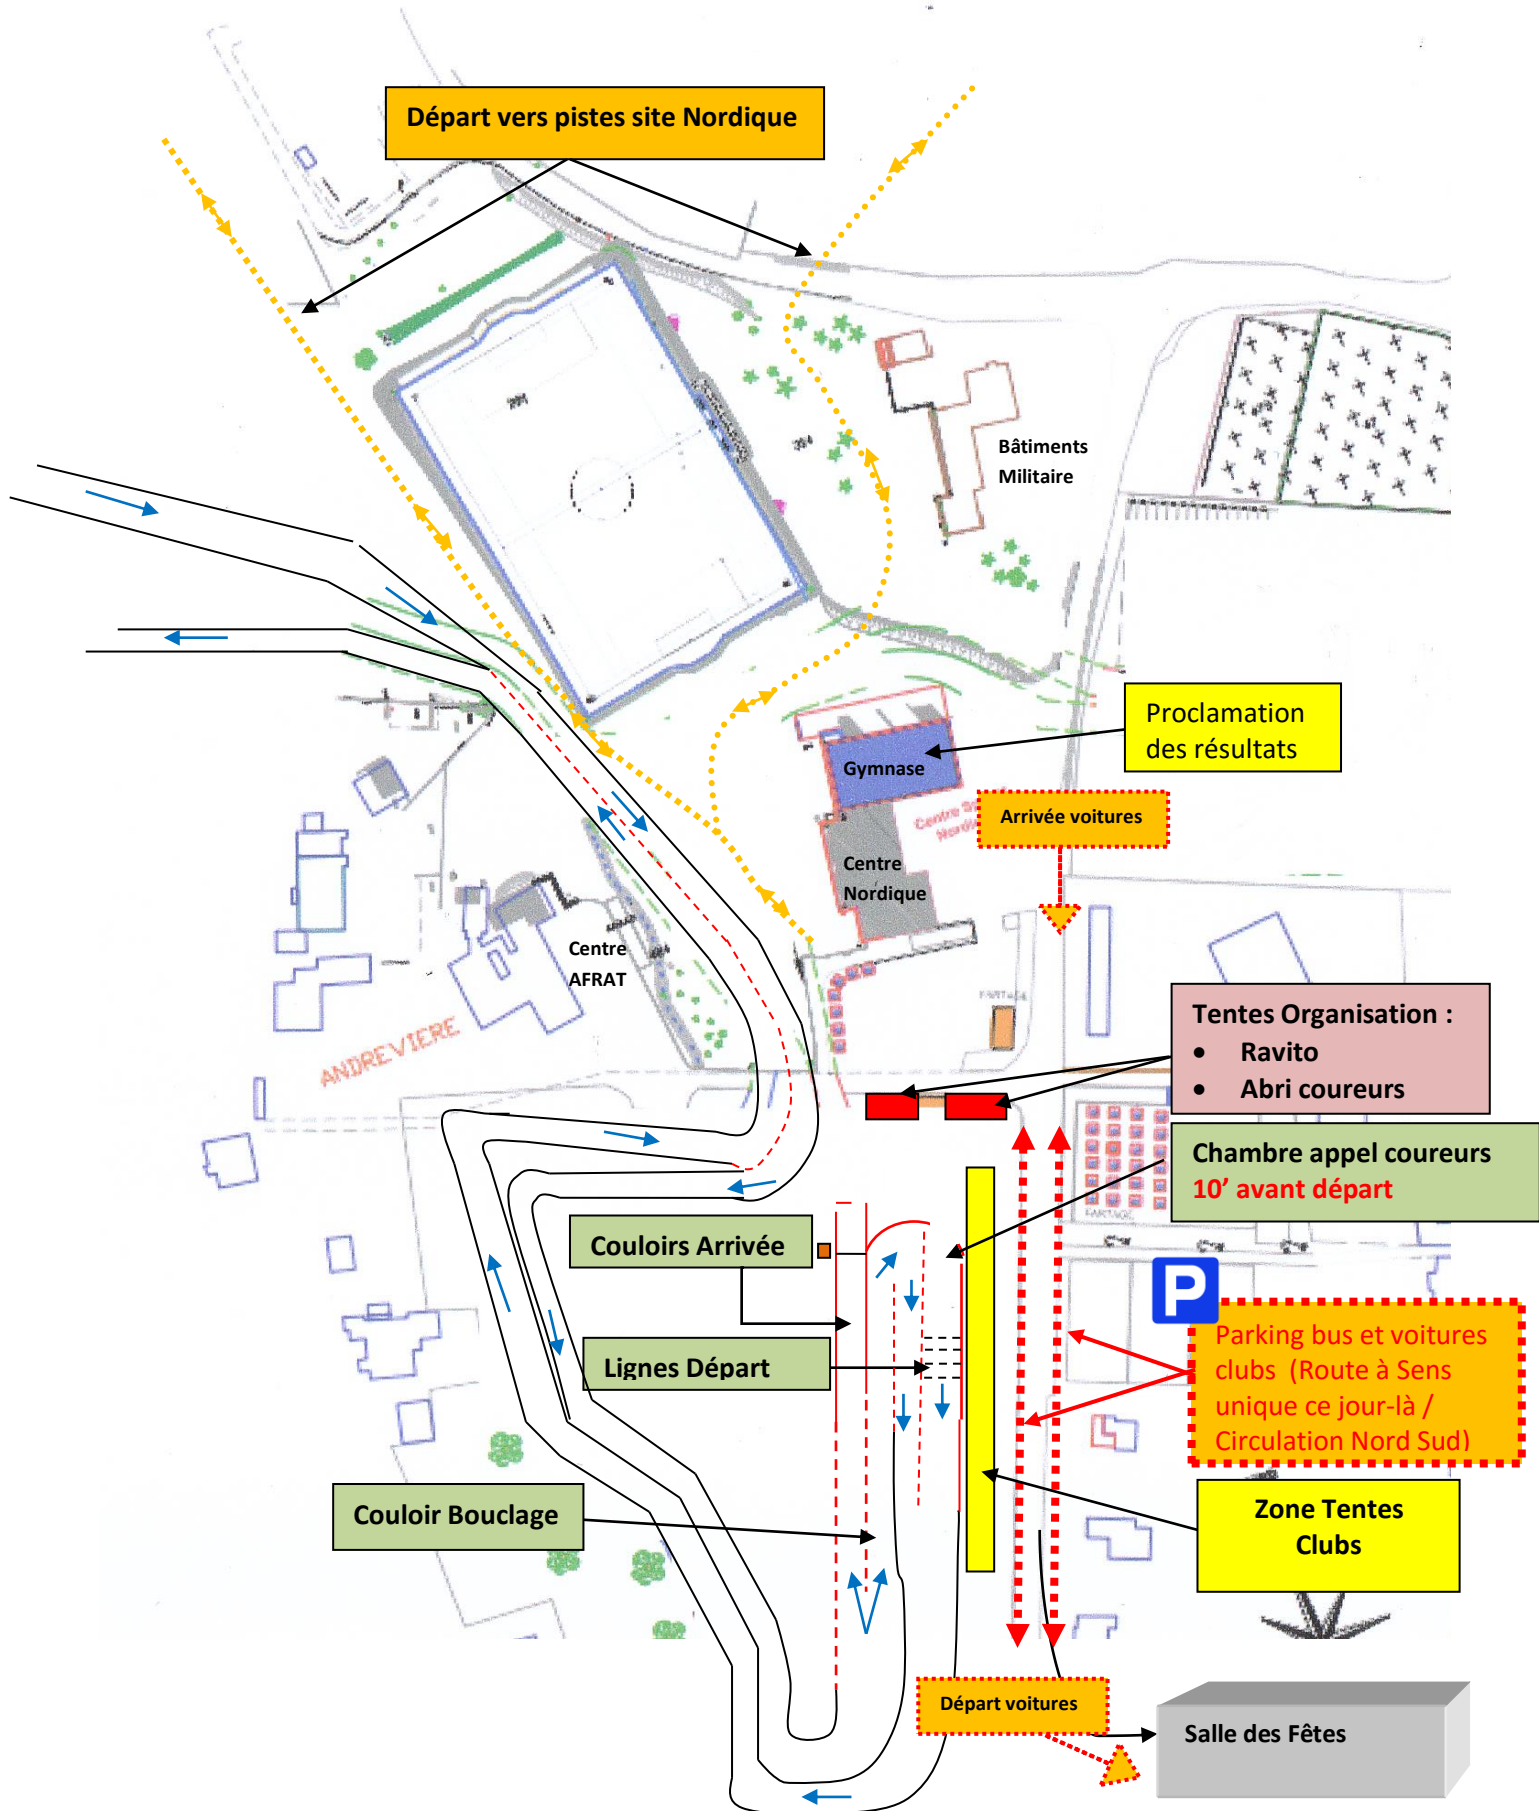 Départ vers pistes site Nordique
Bâtiments
Militaire
Proclamation
des résultats
Gymnase
Arrivée voitures
Centre
Nordique
Centre
AFRAT
ANDREVIERE
PARTAGE
Tentes Organisation :
• Ravito
• Abri coureurs
Chambre appel coureurs
10’ avant départ
PARTAGE
Couloirs Arrivée
P
Parking bus et voitures
clubs (Route à Sens
unique ce jour-là /
Circulation Nord Sud)
Lignes Départ
Couloir Bouclage
Zone Tentes
Clubs
Départ voitures
Salle des Fêtes